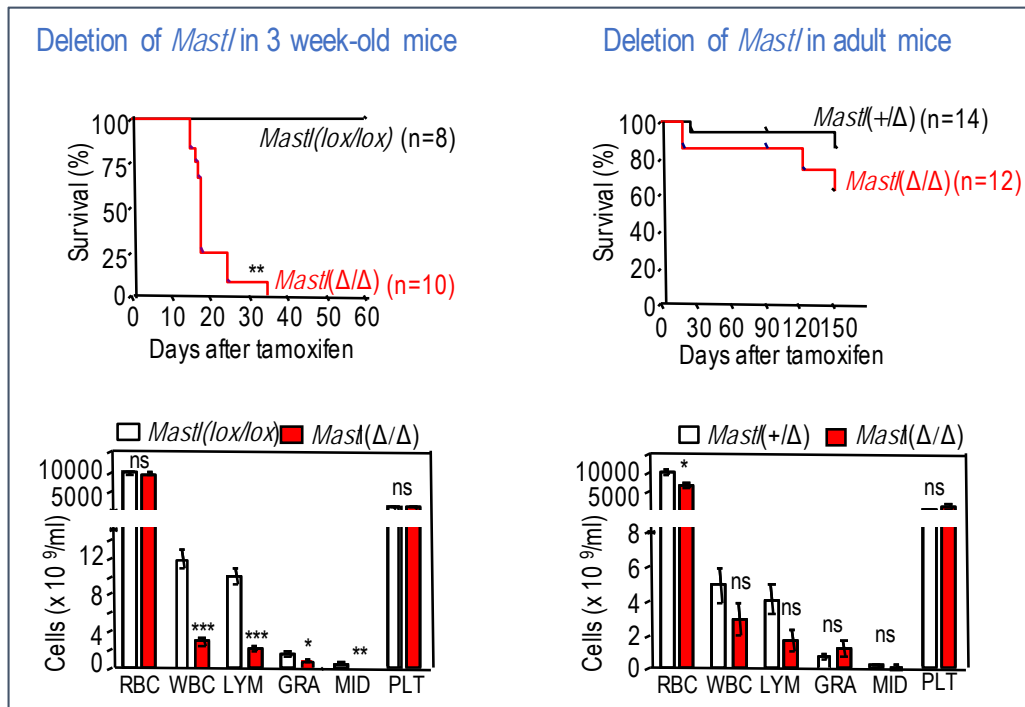 Deletion of Mastl in 3 week-old mice
Deletion of Mastl in adult mice
100
75
50
25
0
Survival (%)
Mastl(lox/lox) (n=8)
**
Mastl(Δ/Δ) (n=10)
0 10 20 30 40 50 60
Days after tamoxifen
100
80
60
40
20
0
Survival (%)
Mastl(+/Δ) (n=14)
Mastl(Δ/Δ) (n=12)
0 30 60 90 120 150
Days after tamoxifen
Mastl(lox/lox) Mastl(Δ/Δ)
10000
5000
12
8
4
2
0
Cells (x 10 9/ml)
ns
***
***
*
**
ns
RBC WBC LYM GRA MID PLT
Mastl(+/Δ) Mastl(Δ/Δ)
10000
5000
8
6
4
2
0
Cells (x 10 9/ml)
*
ns
ns
ns
ns
ns
RBC WBC LYM GRA MID PLT